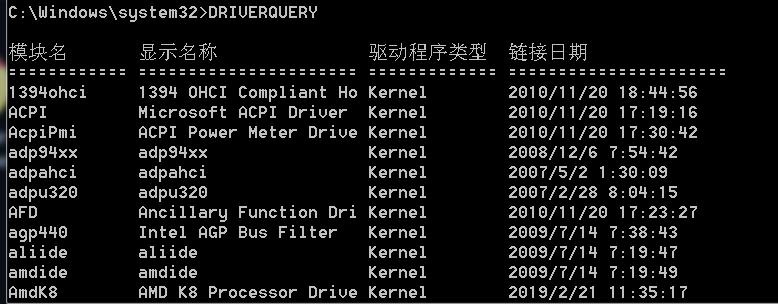 C:\Windows\system32>DRIVERQUERY
模块名 显示名称 驱动程序类型 链接日期
============ ====================== ============= ======================
1394ohci 1394 OHCI Compliant Ho Kernel 2010/11/20 18:44:56
ACPI Microsoft ACPI Driver Kernel 2010/11/20 17:19:16
AcpiPmi ACPI Power Meter Drive Kernel 2010/11/20 17:30:42
adp94xx adp94xx Kernel 2008/12/6 7:54:42
adpahci adpahci Kernel 2007/5/2 1:30:09
adpu320 adpu320 Kernel 2007/2/28 8:04:15
AFD Ancillary Function Dri Kernel 2010/11/20 17:23:27
agp440 Intel AGP Bus Filter Kernel 2009/7/14 7:38:43
aliide aliide Kernel 2009/7/14 7:19:47
amdide amdide Kernel 2009/7/14 7:19:49
AmdK8 AMD K8 Processor Drive Kernel 2019/2/21 11:35:17